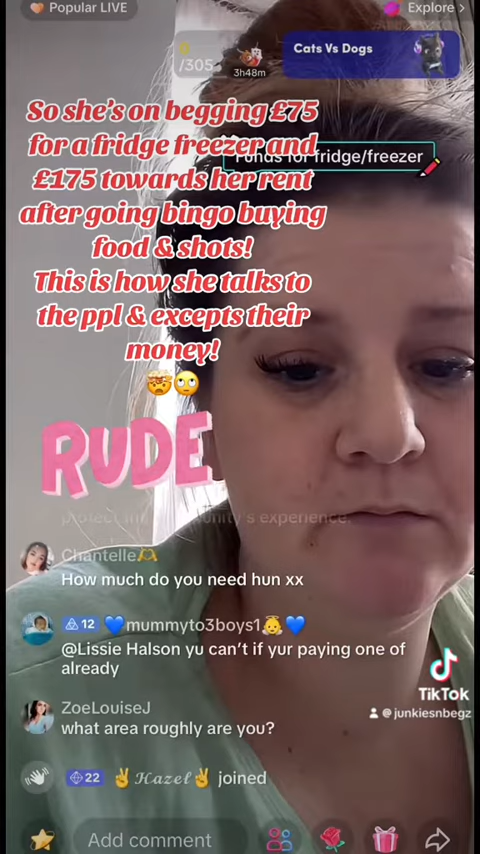 Popular LIVE
Explore >
/305
3h48m
Cats Vs Dogs
So she's on begging £75
for a fridge freezer and
£175 towards her rent
after going bingo buying
food & shots!
This is how she talks to
the ppl & excepts their
money!
🤯🙄
for fridge/freezer
RUDE
experience.
Chantelle🫶
How much do you need hun xx
12 💙mummyto3boys1👼💙
@Lissie Halson yu can't if yur paying one of
already
ZoeLouiseJ
what area roughly are you?
22 ✌️𝓗𝓪𝔃𝓮𝓵✌️ joined
TikTok
@junkiesnbegz
Add comment